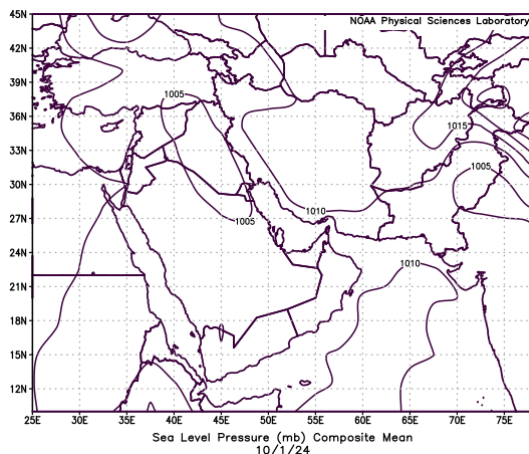 NOAA Physical Sciences Laboratory
45N
42N
39N
36N
33N
30N
27N
24N
21N
18N
15N
12N
1005
1015
1005
1005
1010
1010
25E 30E 35E 40E 45E 50E 55E 60E 65E 70E 75E
Sea Level Pressure (mb) Composite Mean
10/1/24